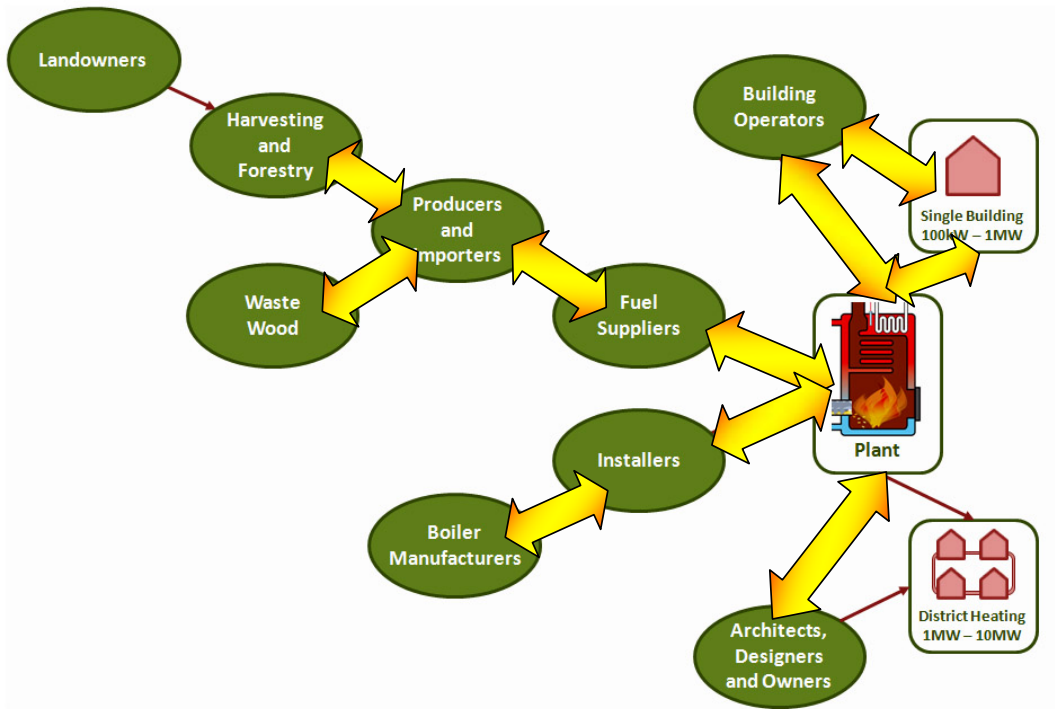 Landowners
Harvesting
and
Forestry
Building
Operators
Single Building
100kW – 1MW
Producers
and
Importers
Waste
Wood
Fuel
Suppliers
Plant
Installers
Boiler
Manufacturers
District Heating
1MW – 10MW
Architects,
Designers
and Owners